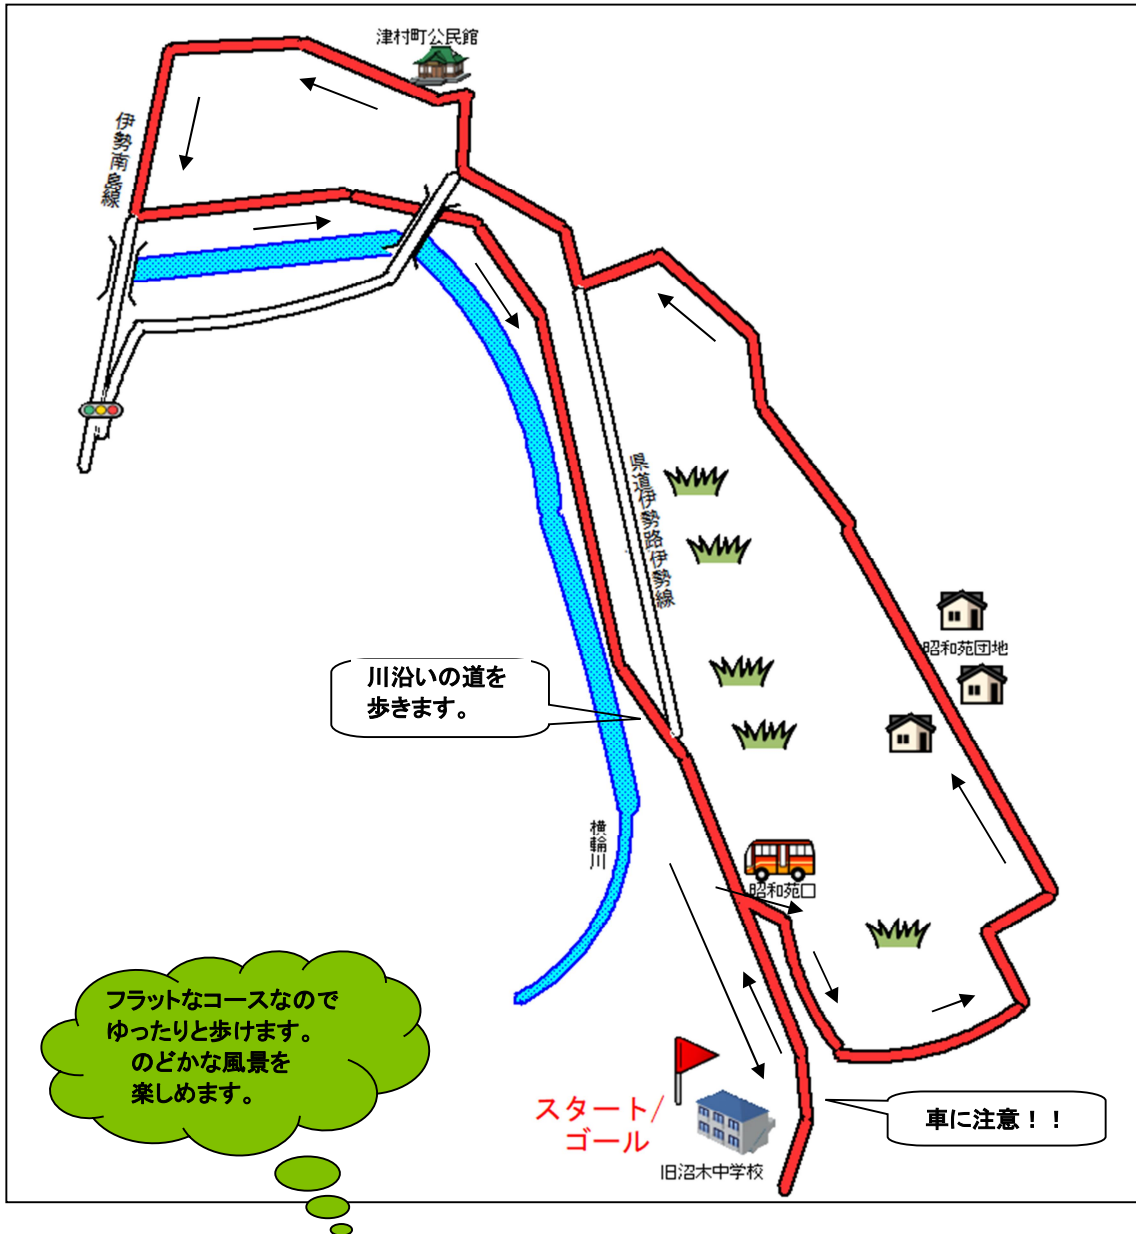 津村町公民館
伊勢南島線
県道伊勢路伊勢線
昭和苑団地
川沿いの道を
歩きます。
横輪川
昭和苑口
フラットなコースなので
ゆったりと歩けます。
のどかな風景を
楽しめます。
スタート/
ゴール
車に注意！！
旧沼木中学校